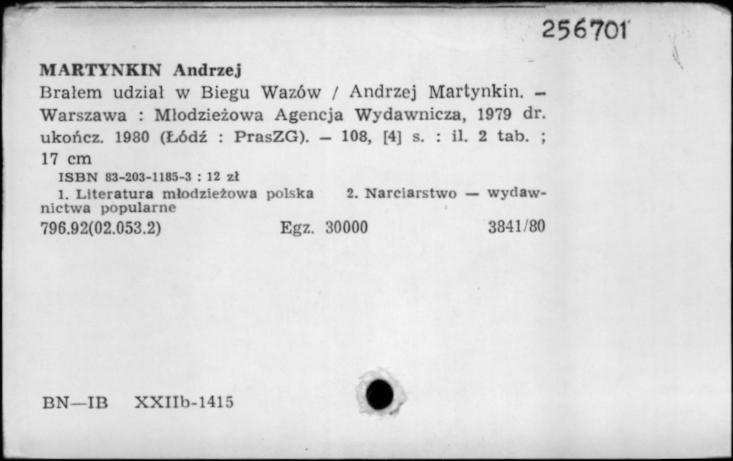 256701
MARTYNKIN Andrzej
Brałem udział w Biegu Wazów / Andrzej Martynkin. —
Warszawa : Młodzieżowa Agencja Wydawnicza, 1979 dr.
ukończ. 1980 (Łódź : PrasZG). — 108, [4] s. : il. 2 tab. ;
17 cm
ISBN 83-203-1185-3 : 12 zł
1. Literatura młodzieżowa polska 2. Narciarstwo — wydaw-
nictwa popularne
796.92(02.053.2) Egz. 30000 3841/80
BN—IB XXIIb-1415